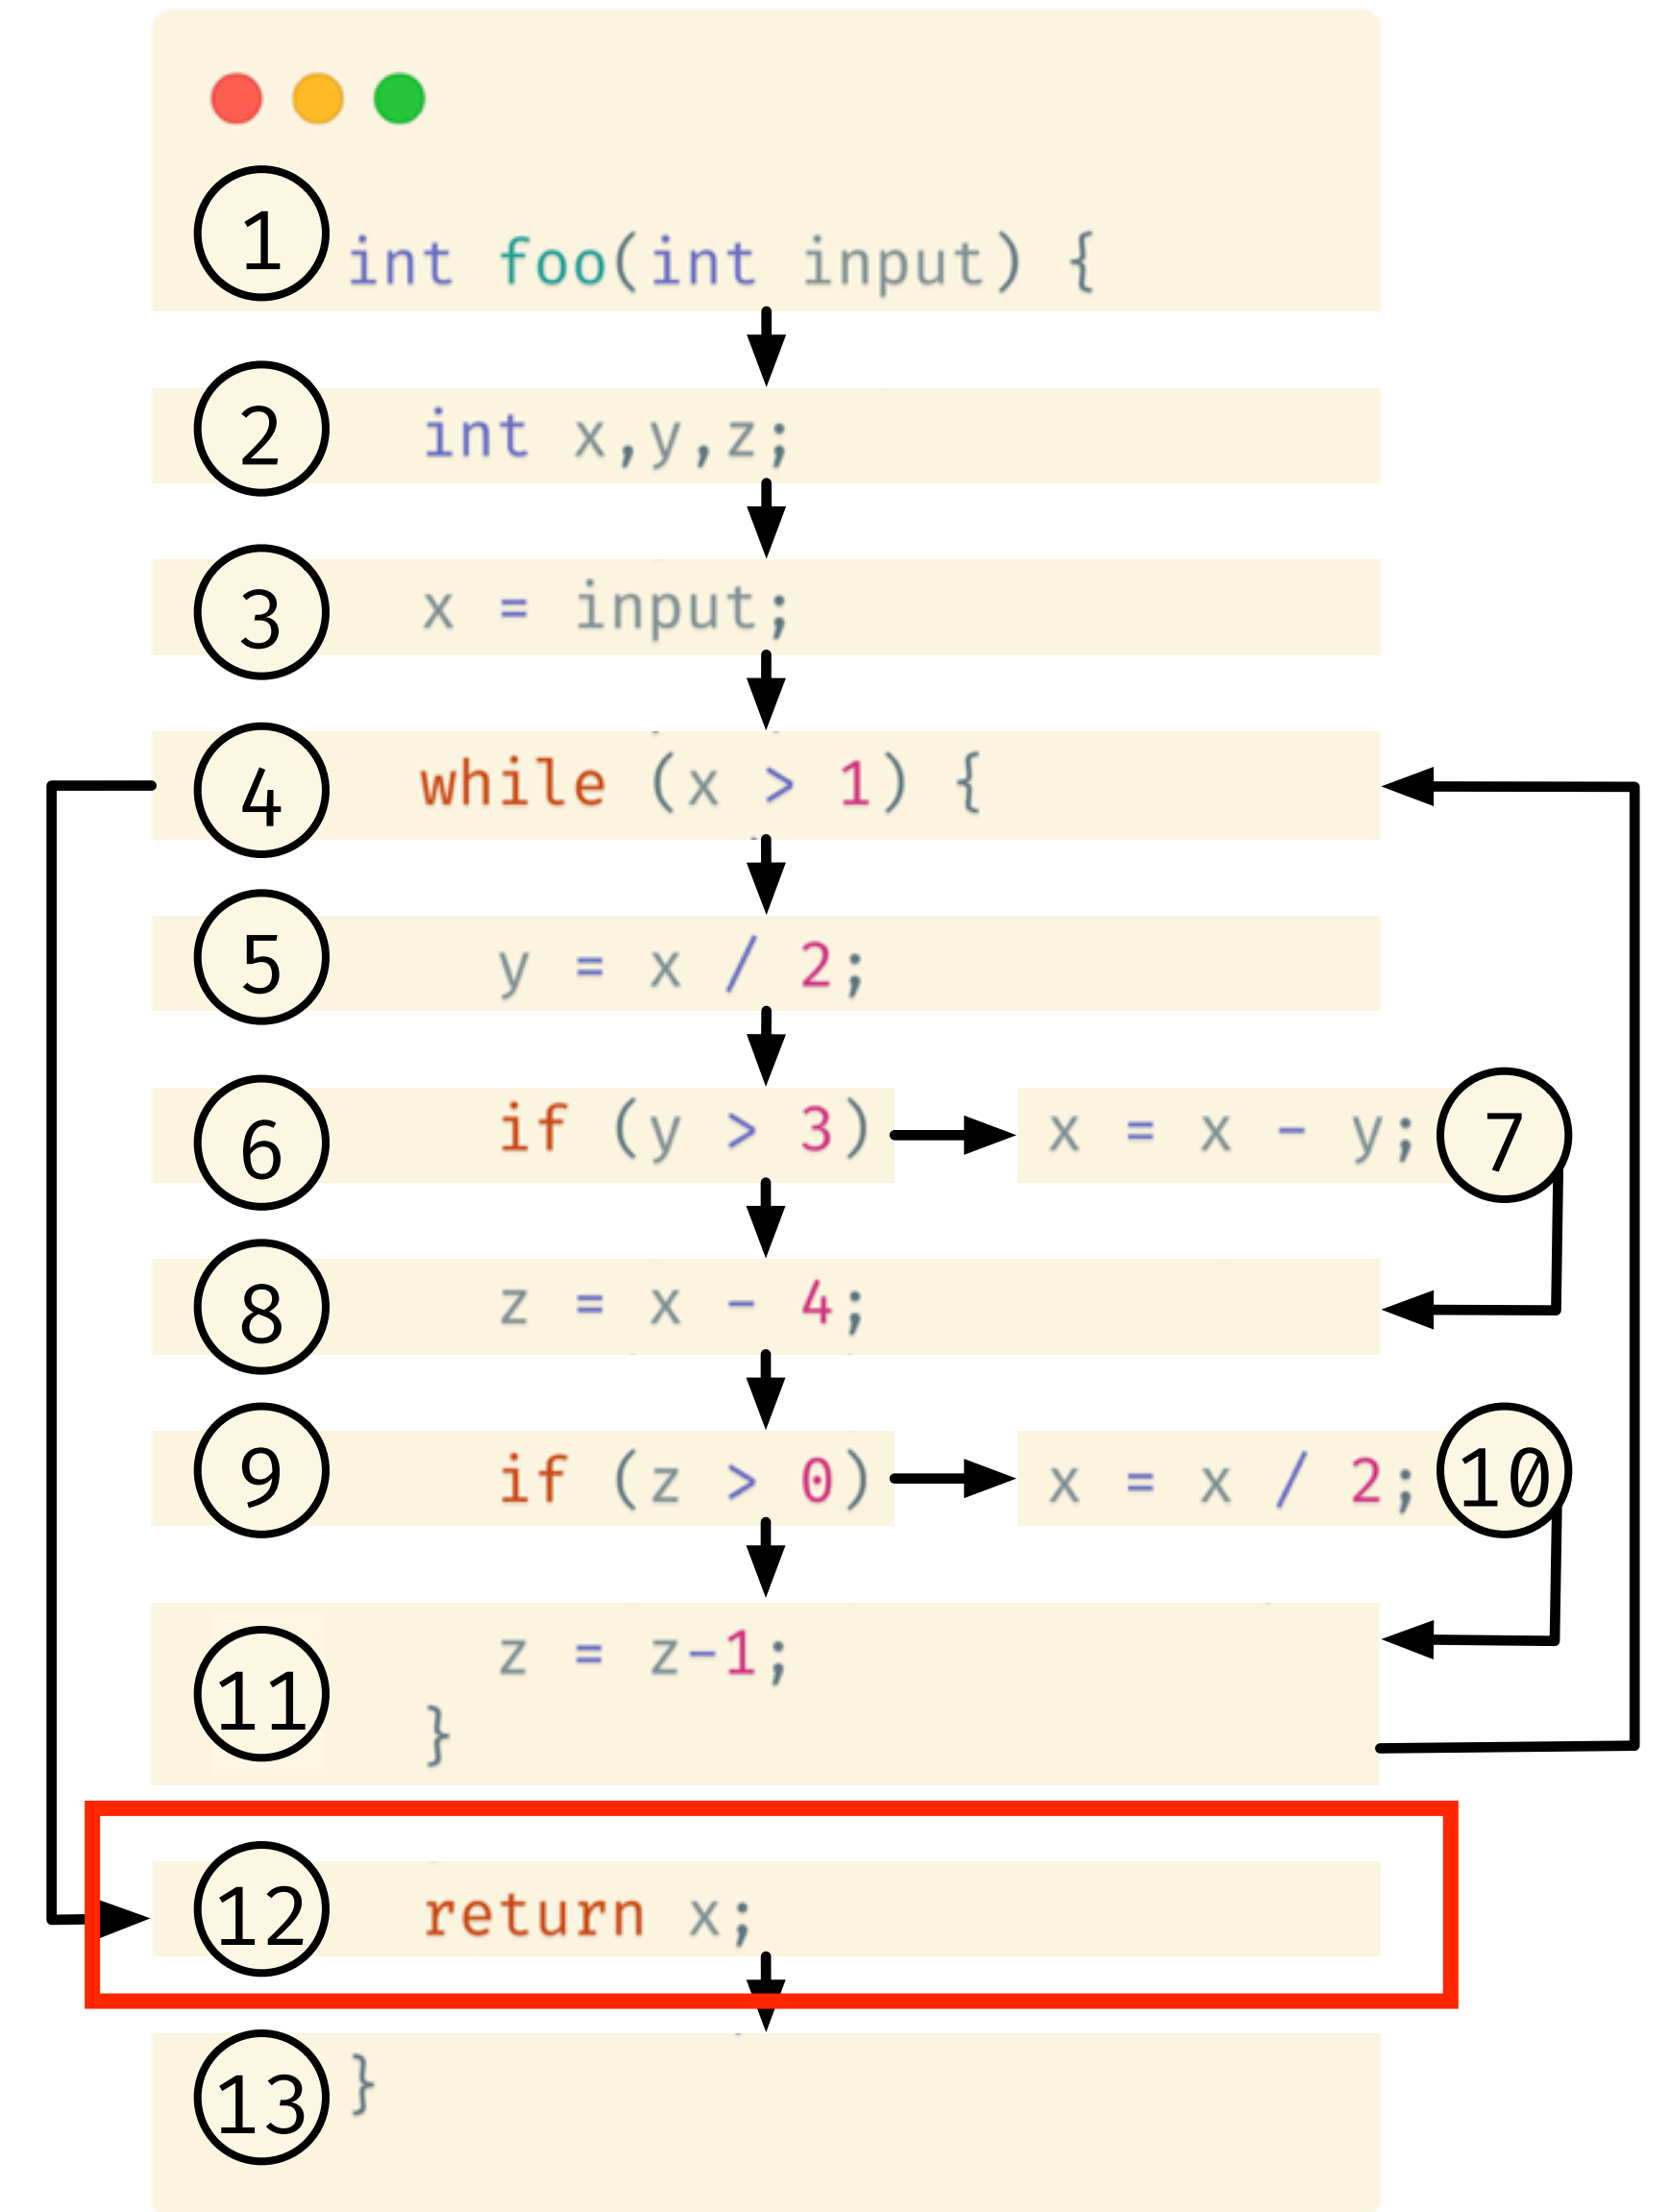 1 int foo(int input) {
2 int x,y,z;
3 x = input;
4 while (x > 1) {
5 y = x / 2;
6 if (y > 3) x = x - y; 7
8 z = x - 4;
9 if (z > 0) x = x / 2; 10
z = z-1;
11
}
12 return x;
13 }